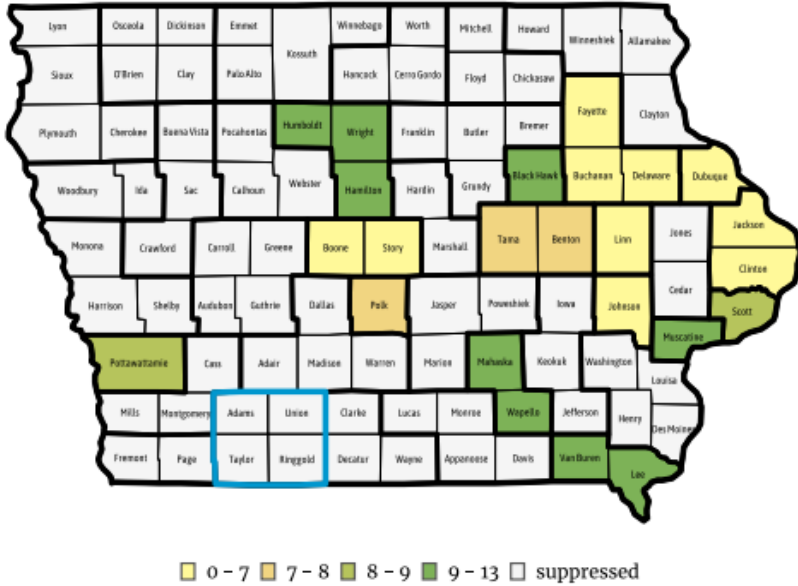 Lyon Osceola Dickinson Emmet Winnebago Worth Mitchell Howard
Kossuth Winneshiek Allamakee
Sioux O'Brien Clay Palo Alto Hancock Cerro Gordo Floyd Chickasaw
Fayette Clayton
Plymouth Cherokee Buena Vista Pocahontas Humboldt Wright Franklin Butler Bremer
Woodbury Ida Sac Calhoun Webster Hamilton Hardin Grundy Black Hawk Buchanan Delaware Dubuque
Monona Crawford Carroll Greene Boone Story Marshall Tama Benton Linn Jones Jackson
Clinton
Harrison Shelby Audubon Guthrie Dallas Polk Jasper Poweshiek Iowa Johnson Cedar Scott
Muscatine
Pottawattamie Cass Adair Madison Warren Marion Mahaska Keokuk Washington
Louisa
Mills Montgomery Adams Union Clarke Lucas Monroe Wapello Jefferson Henry
Des Moines
Fremont Page Taylor Ringgold Decatur Wayne Appanoose Davis Van Buren Lee
0 – 7 7 – 8 8 – 9 9 – 13 suppressed